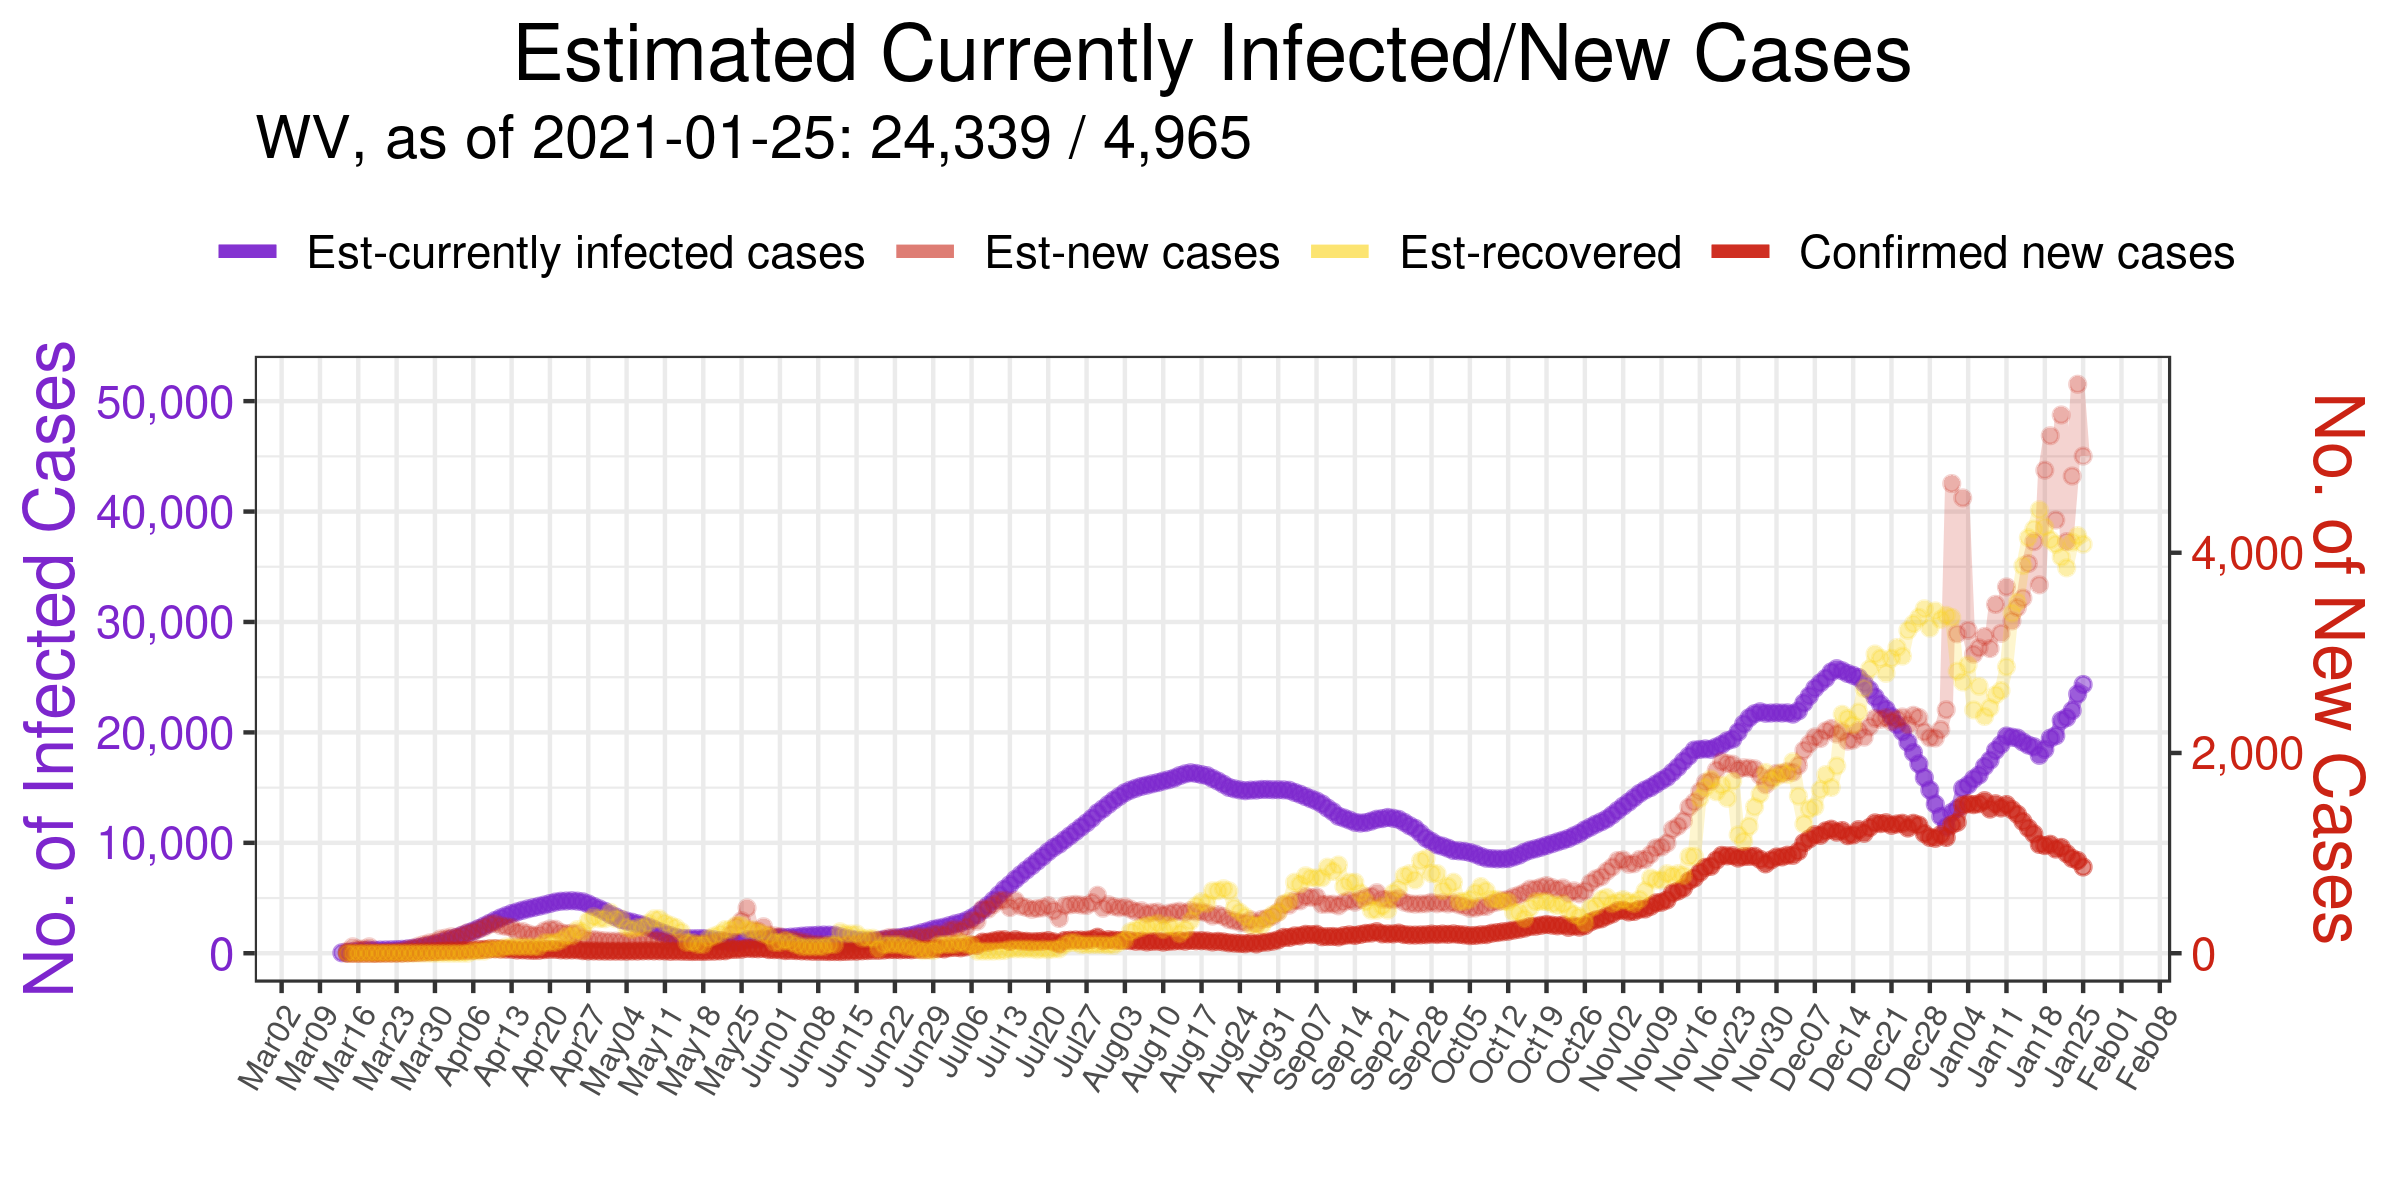 Estimated Currently Infected/New Cases
WV, as of 2021-01-25: 24,339 / 4,965
Est-currently infected cases Est-new cases Est-recovered Confirmed new cases
No. of Infected Cases
50,000
40,000
30,000
20,000
10,000
0
4,000
2,000
0
No. of New Cases
Mar02 Mar09 Mar16 Mar23 Mar30 Apr06 Apr13 Apr20 Apr27 May04 May11 May18 May25 Jun01 Jun08 Jun15 Jun22 Jun29 Jul06 Jul13 Jul20 Jul27 Aug03 Aug10 Aug17 Aug24 Aug31 Sep07 Sep14 Sep21 Sep28 Oct05 Oct12 Oct19 Oct26 Nov02 Nov09 Nov16 Nov23 Nov30 Dec07 Dec14 Dec21 Dec28 Jan04 Jan11 Jan18 Jan25 Feb01 Feb08